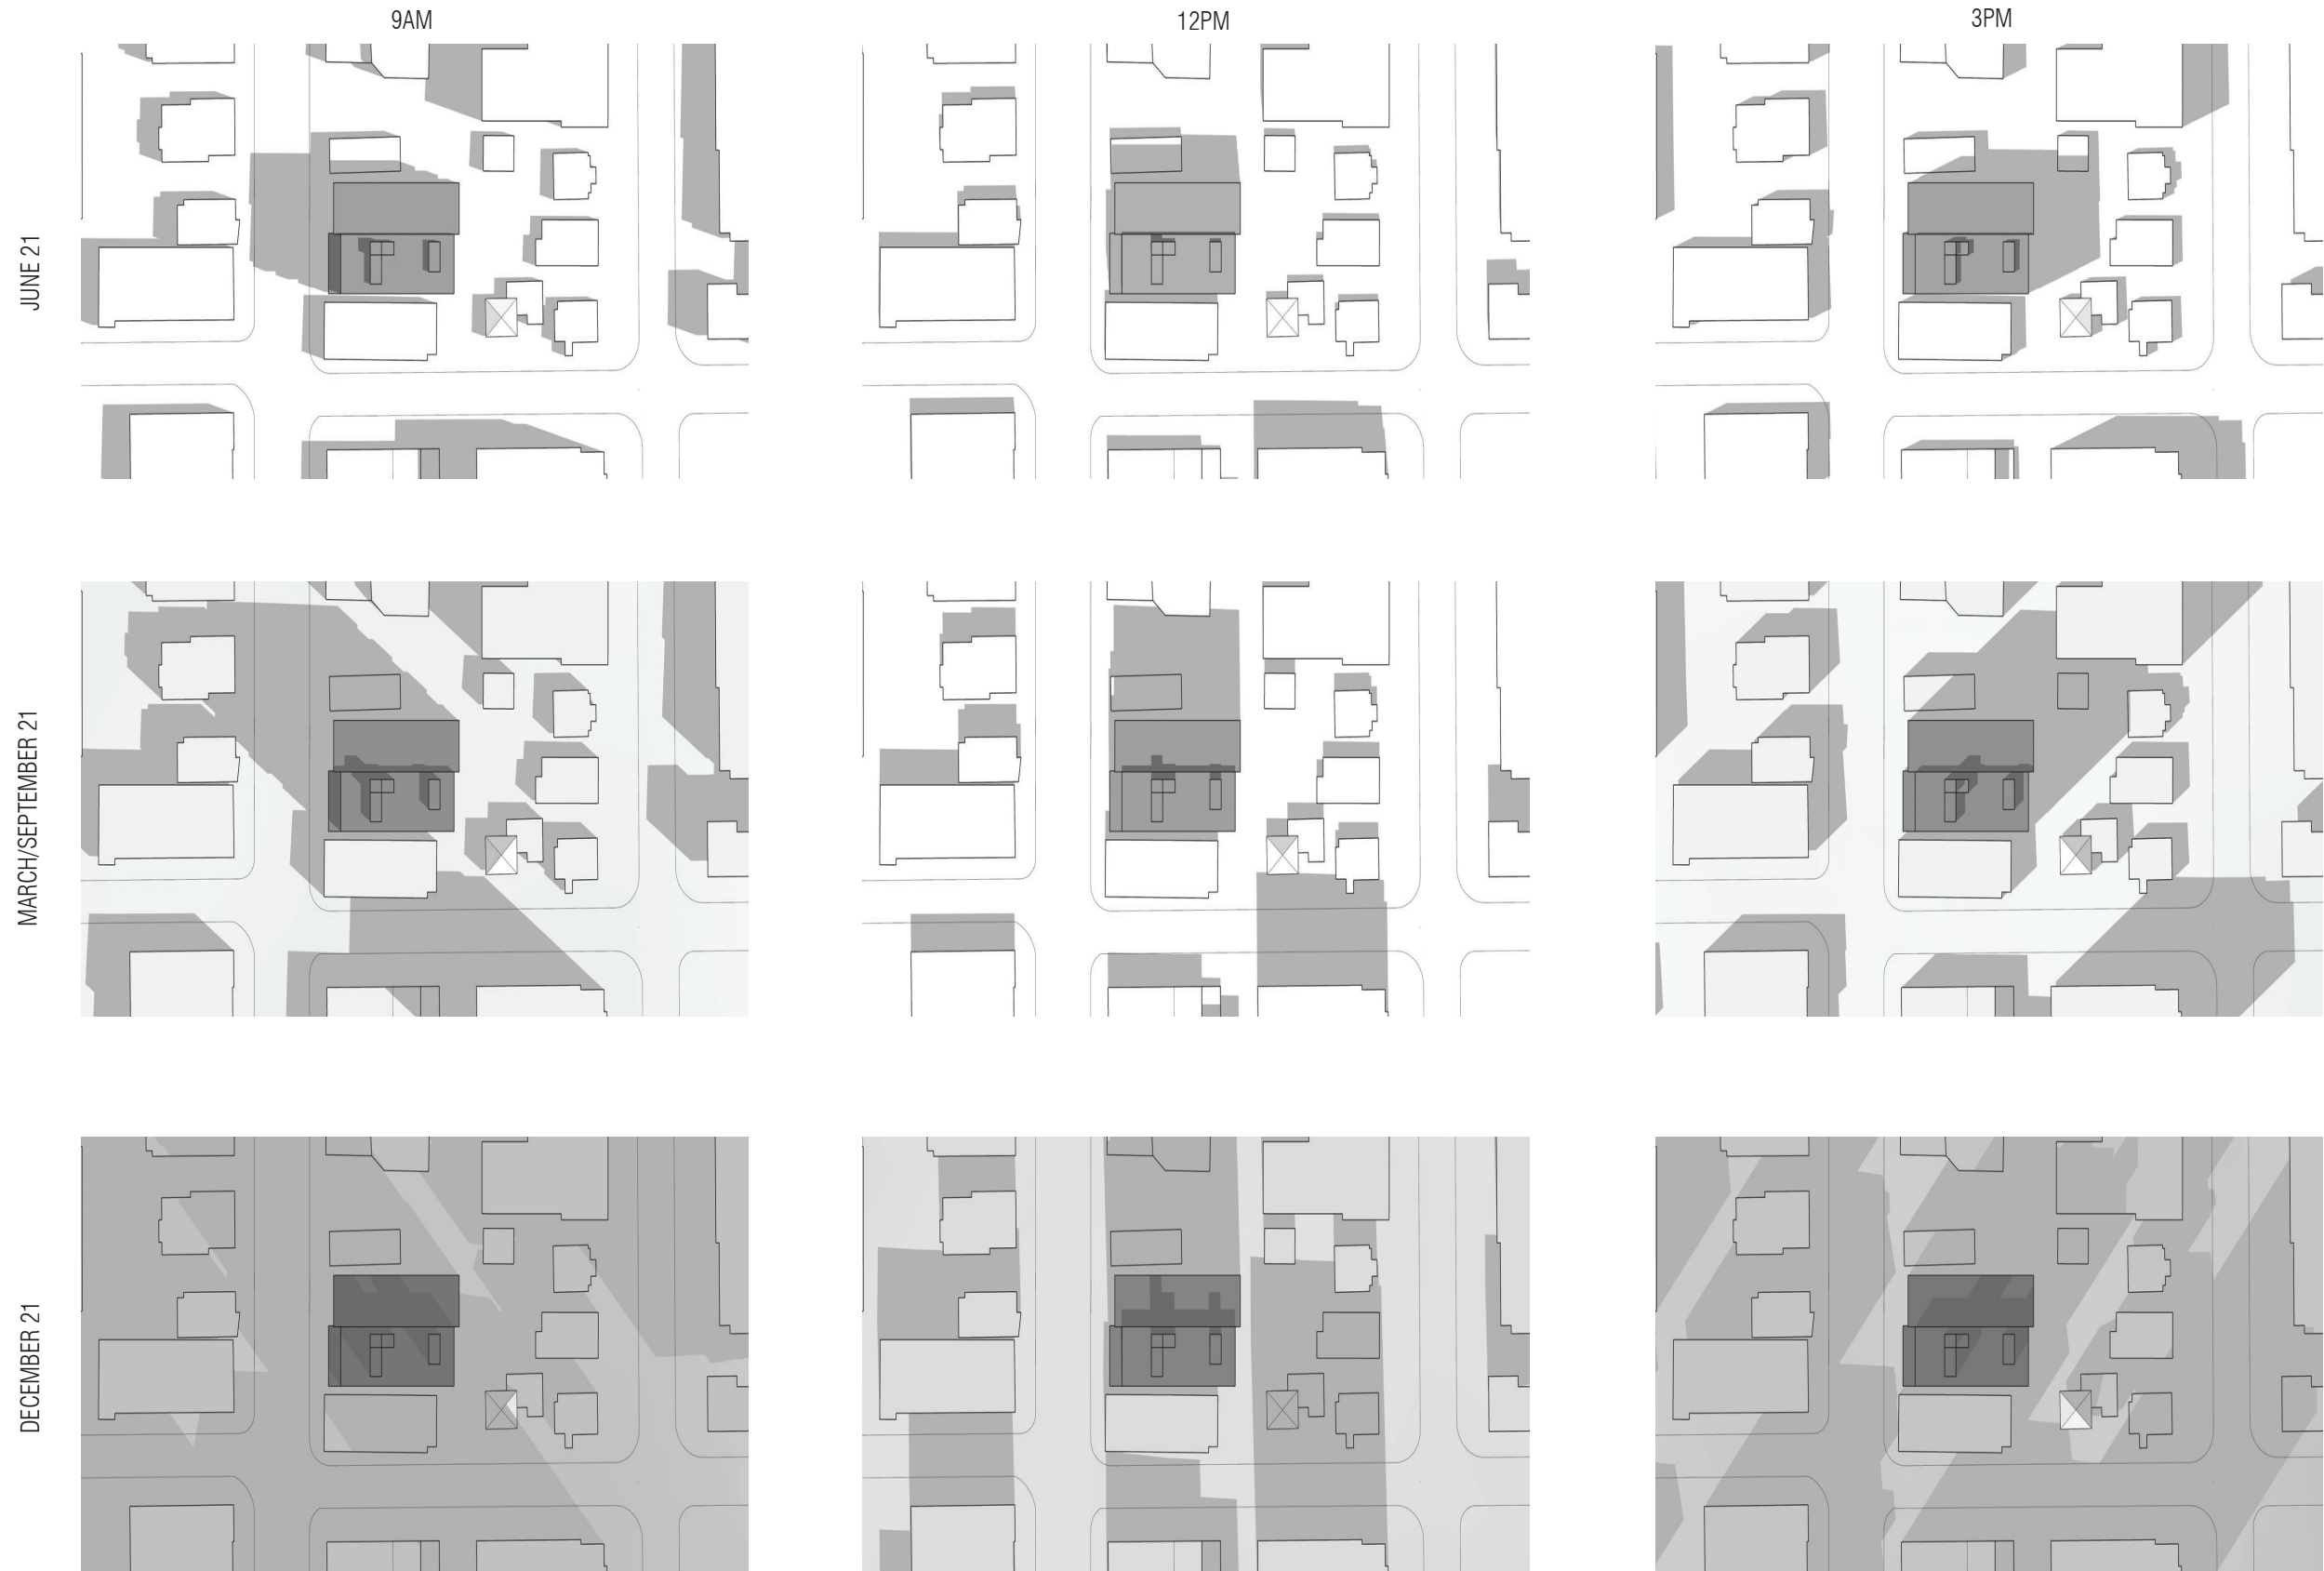 9AM
12PM
3PM
JUNE 21
MARCH/SEPTEMBER 21
DECEMBER 21